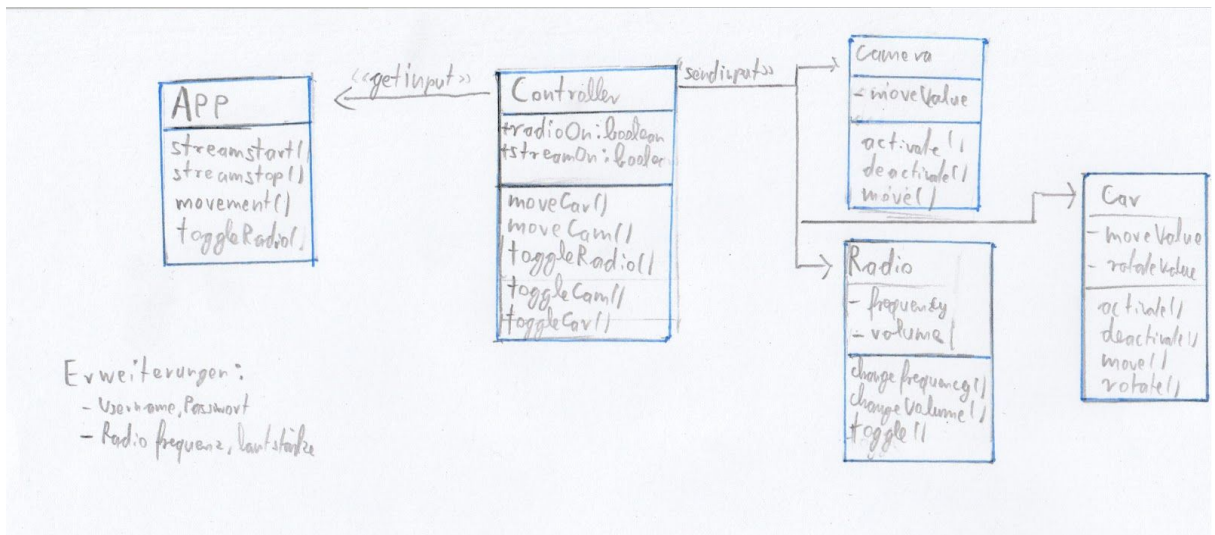 APP
streamstart()
streamstop()
movement()
toggleRadio()
<<getinput>>
Controller
+radioOn:boolean
+streamOn:boolean
moveCar()
moveCam()
toggleRadio()
toggleCam()
toggleCar()
<<sendinput>>
Camera
- moveValue
activate()
deactivate()
move()
Radio
- frequency
- volume
changefrequency()
changeVolume()
toggle()
Car
- moveValue
- rotateValue
activate()
deactivate()
move()
rotate()
Erweiterungen:
- Username, Passwort
- Radio frequenz, lautstärke